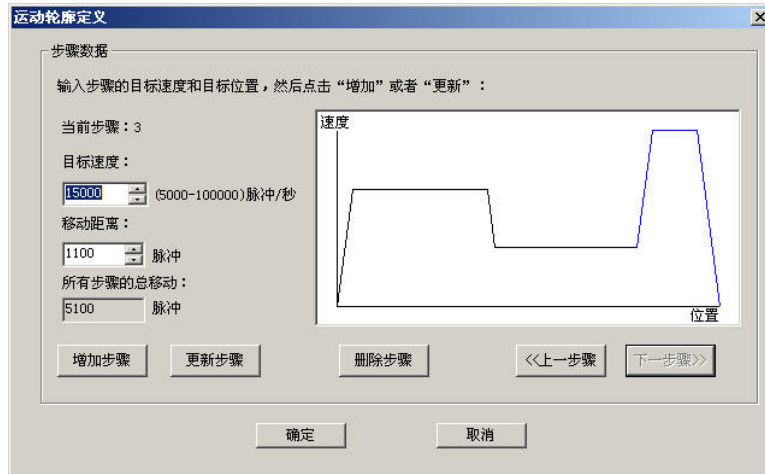 运动轮廓定义
步骤数据
输入步骤的目标速度和目标位置，然后点击“增加”或者“更新”：
当前步骤：3
速度
目标速度：
15000 (5000-100000)脉冲/秒
移动距离：
1100 脉冲
所有步骤的总移动：
5100 脉冲
位置
增加步骤 更新步骤 删除步骤 <<上一步骤 下一步骤>>
确定 取消